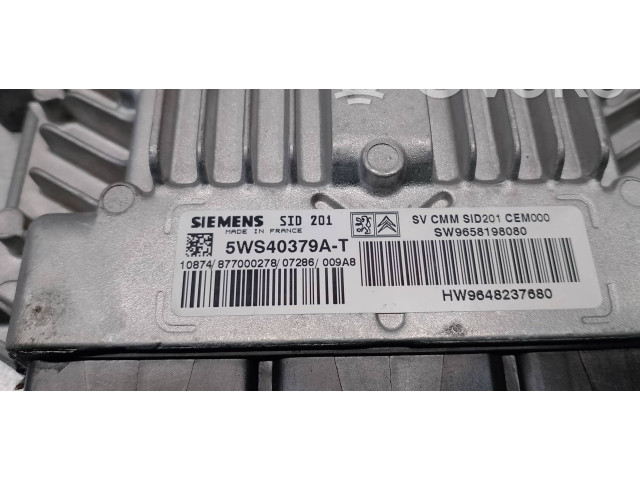 SIEMENS SID 201
MADE IN FRANCE
5WS40379A-T
10874/877000278/07286/009A8
SV CMM SID201 CEM000
SW9658198080
HW9648237680